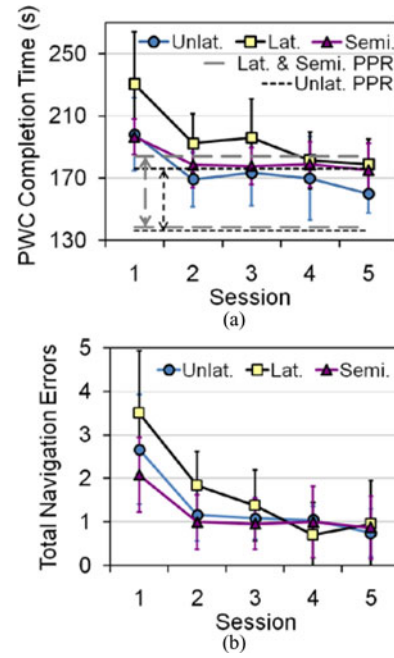 250
210
170
130
PWC Completion Time (s)
Unlat. Lat. Semi.
Lat. & Semi. PPR
Unlat. PPR
1 2 3 4 5
Session
(a)
5
4
3
2
1
0
Total Navigation Errors
Unlat. Lat. Semi.
1 2 3 4 5
Session
(b)